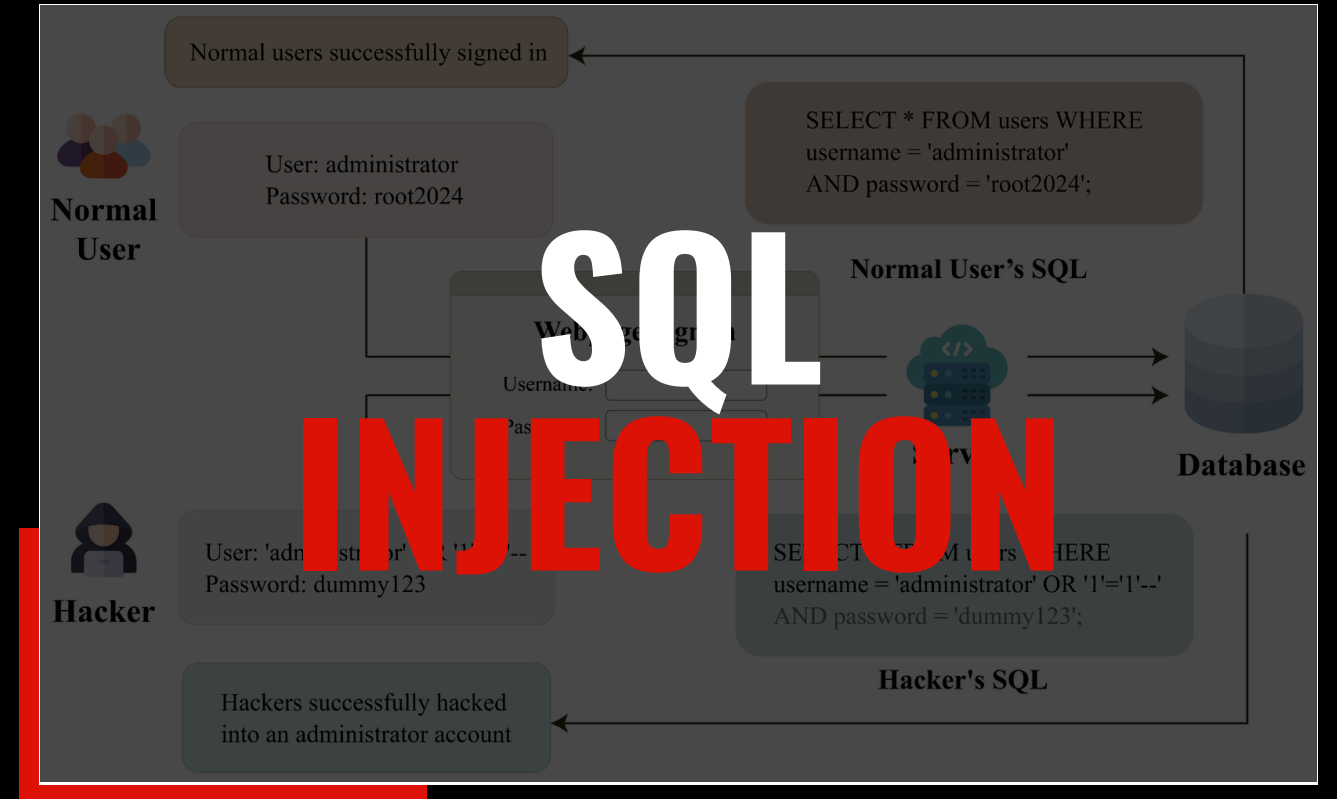 Normal users successfully signed in
SELECT * FROM users WHERE
username = 'administrator'
AND password = 'root2024';
User: administrator
Password: root2024
Normal
User
Normal User’s SQL
SQL
Username:
INJECTION
Database
User:
Password: dummy123
Hacker
username = 'administrator' OR '1'='1'--'
AND password = 'dummy123';
Hacker's SQL
Hackers successfully hacked
into an administrator account